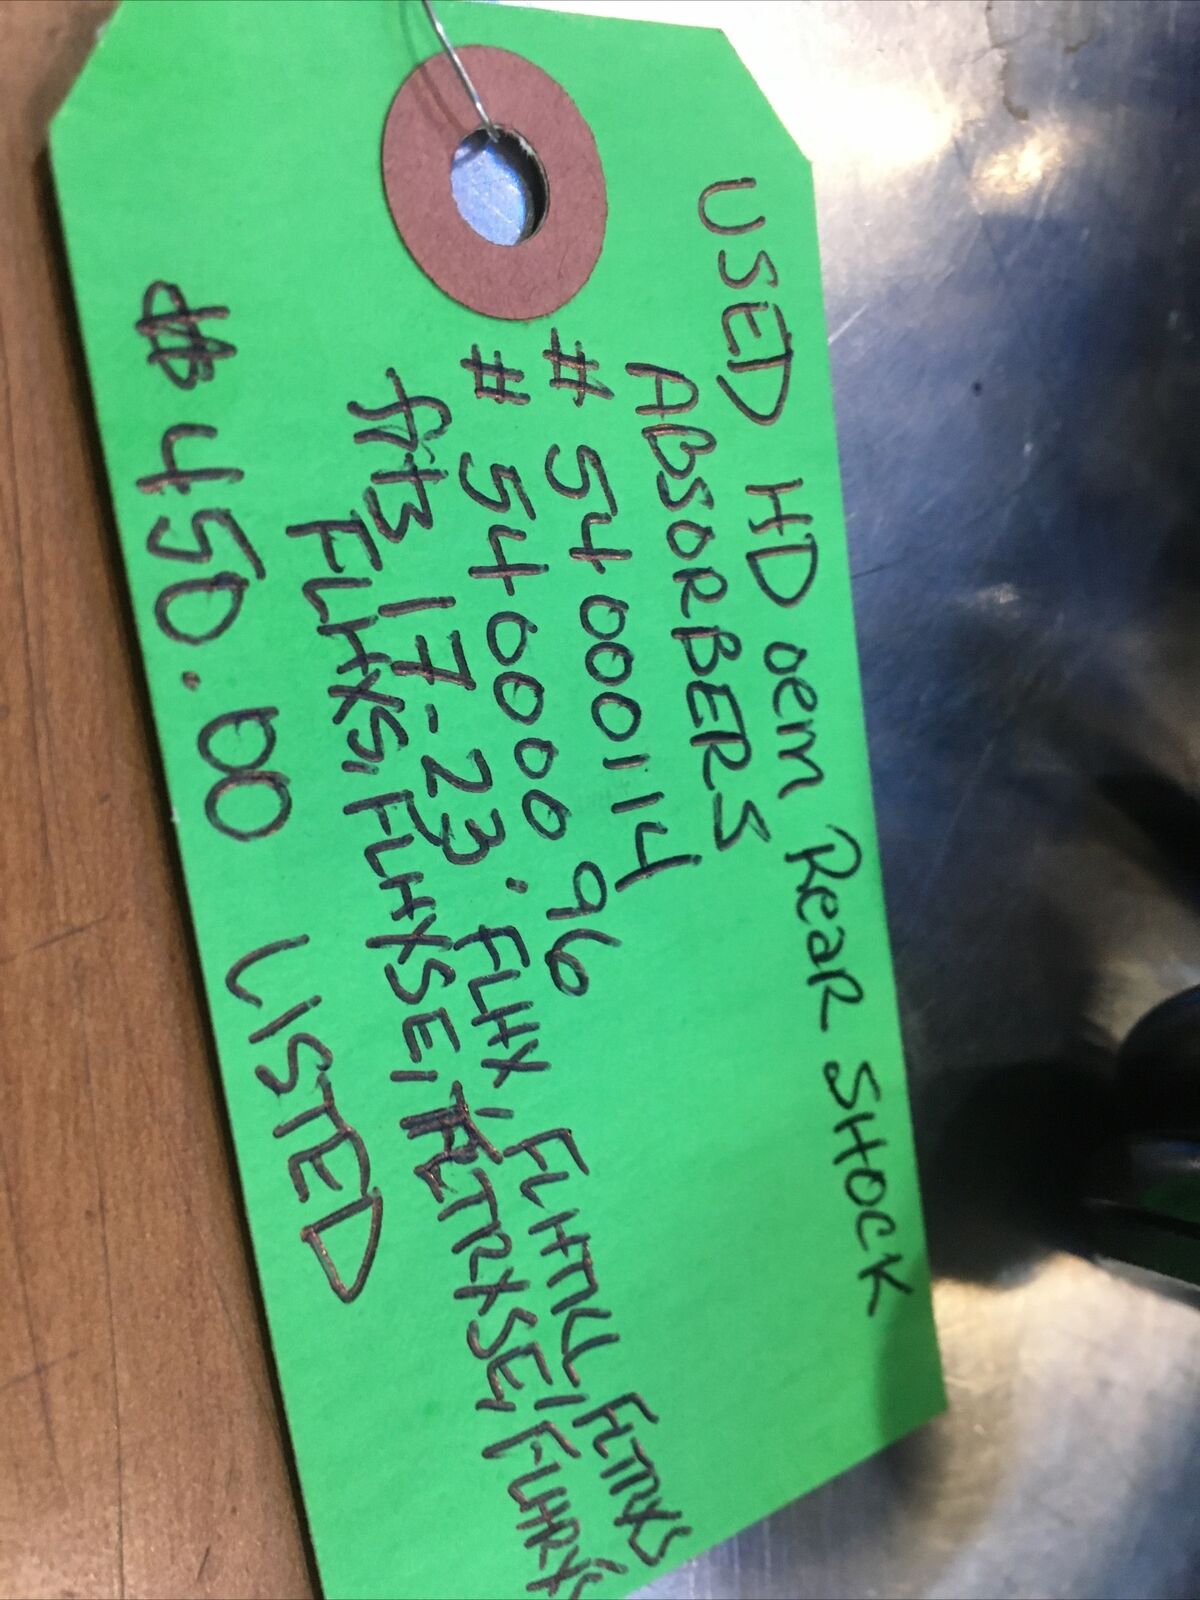 USED HD oem Rear SHOCK
ABSORBERS
# 54000114
# 54000096
fits 17-23. FLHX, FLHTKL, FLTRXS
FLHXS, FLHXSE, FLTRXSE, FLHRXS
$450.00 LISTED